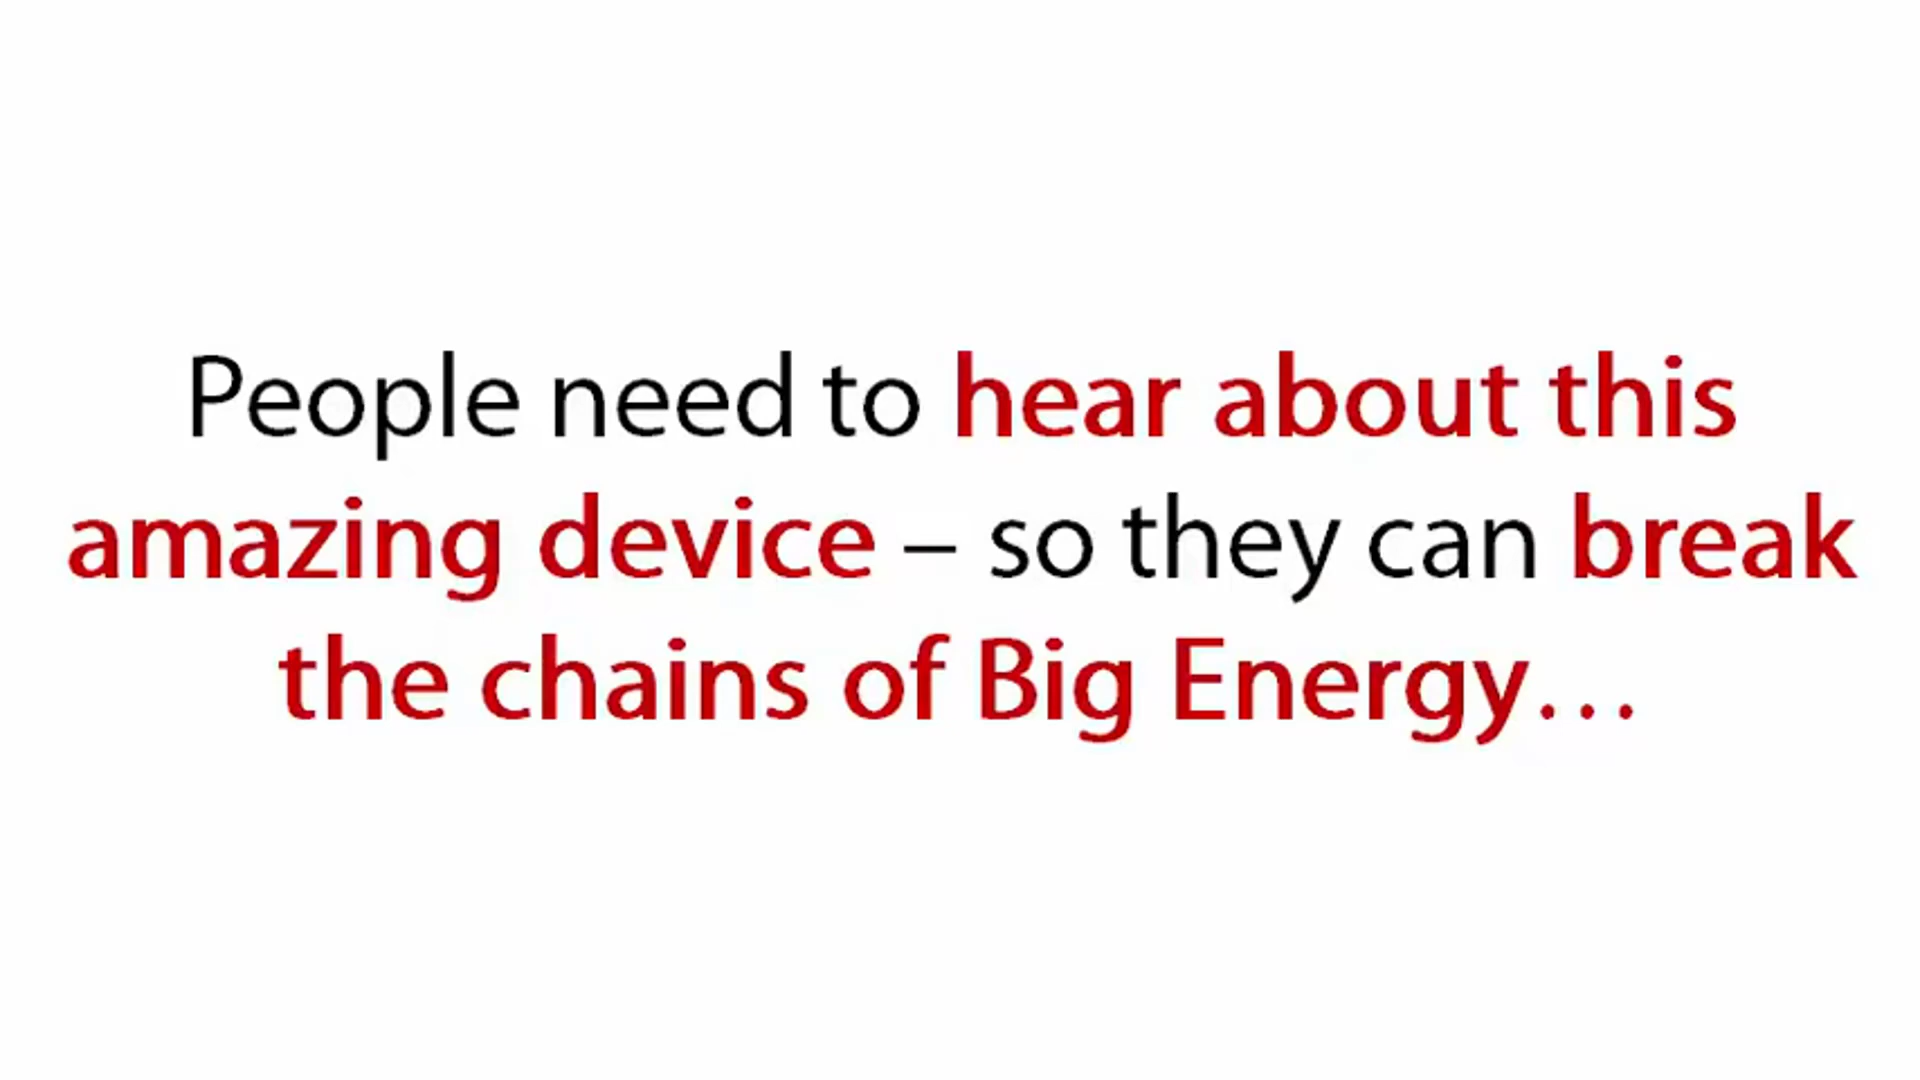 People need to hear about this
amazing device – so they can break
the chains of Big Energy…